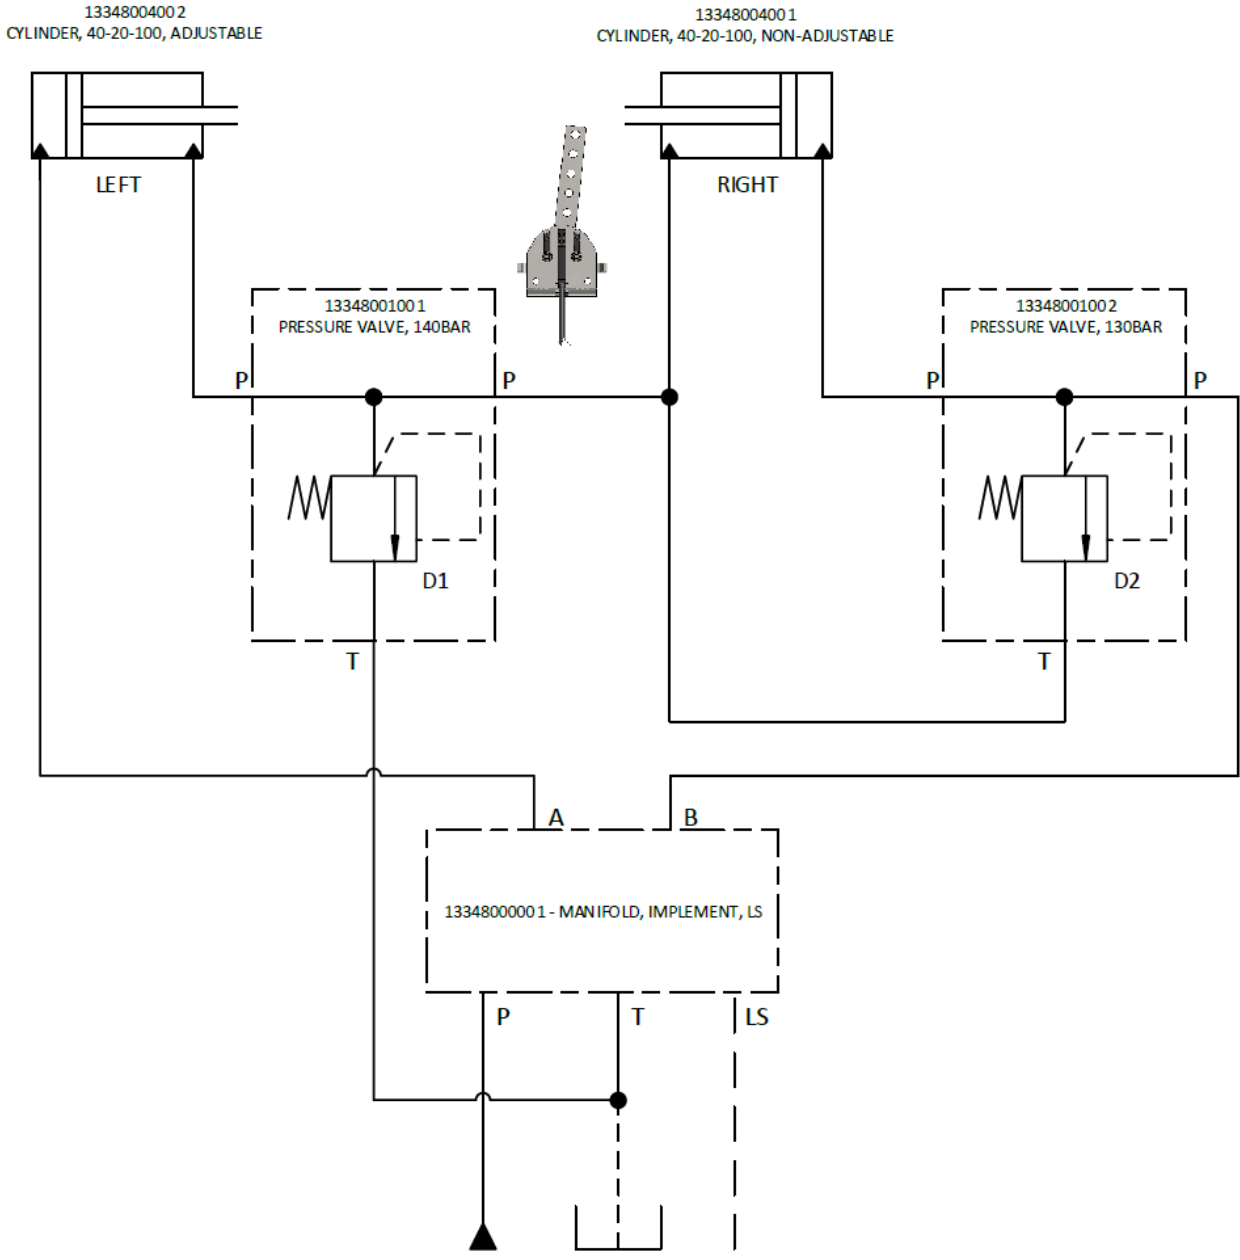 13348004002
CYLINDER, 40-20-100, ADJUSTABLE
13348004001
CYLINDER, 40-20-100, NON-ADJUSTABLE
LEFT
RIGHT
13348001001
PRESSURE VALVE, 140BAR
13348001002
PRESSURE VALVE, 130BAR
P
P
P
P
D1
D2
T
T
A
B
13348000001 - MANIFOLD, IMPLEMENT, LS
P
T
LS